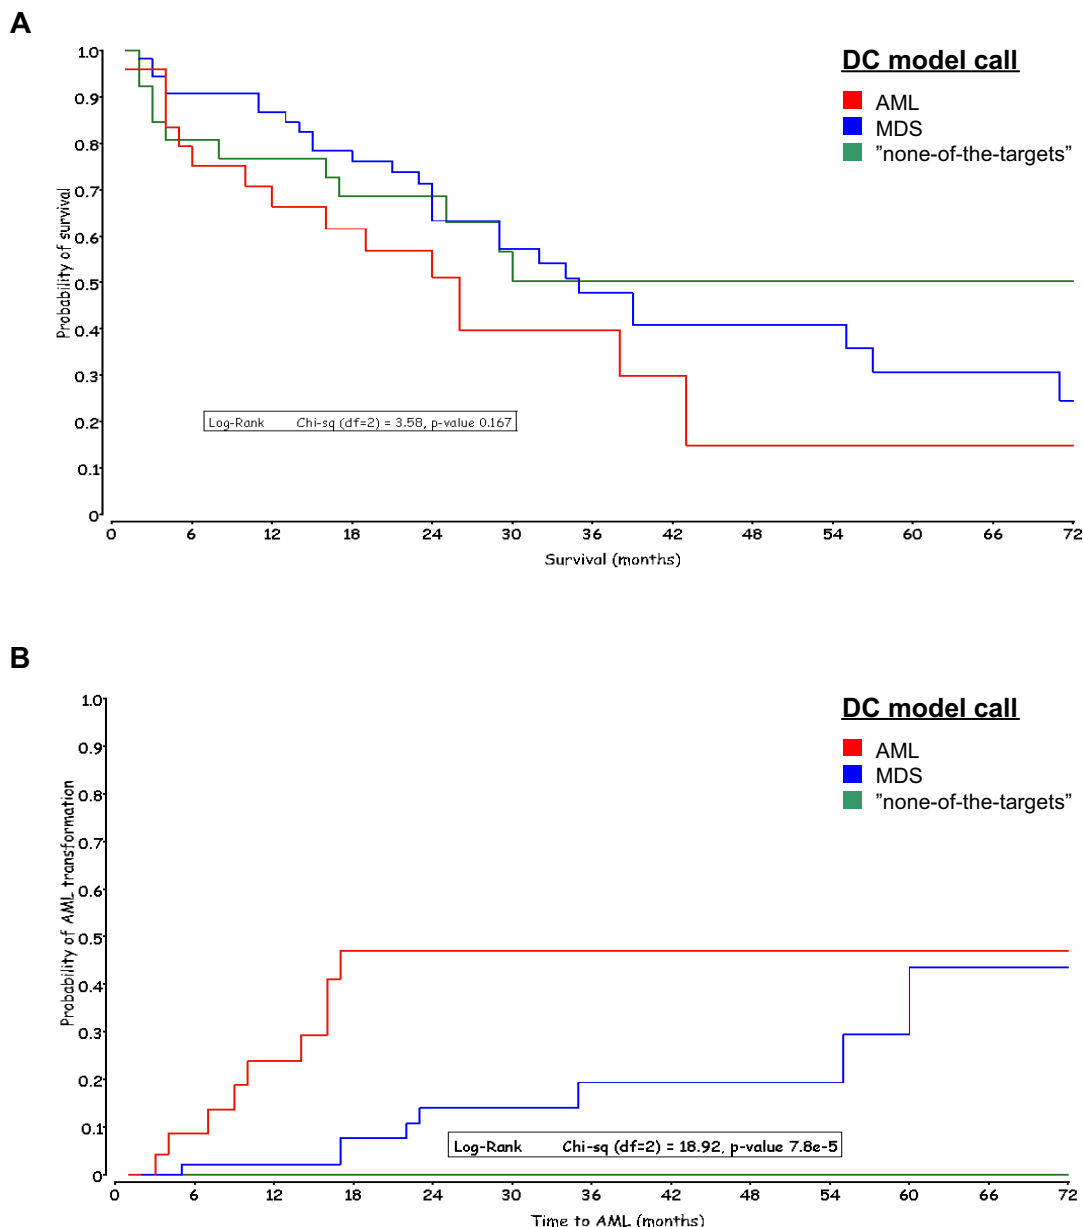 A
DC model call
AML
MDS
”none-of-the-targets”
Probability of survival
1.0
0.9
0.8
0.7
0.6
0.5
0.4
0.3
0.2
0.1
0
Log-Rank Chi-sq (df=2) = 3.58, p-value 0.167
0 6 12 18 24 30 36 42 48 54 60 66 72
Survival (months)
B
DC model call
AML
MDS
”none-of-the-targets”
Probability of AML transformation
1.0
0.9
0.8
0.7
0.6
0.5
0.4
0.3
0.2
0.1
0
Log-Rank Chi-sq (df=2) = 18.92, p-value 7.8e-5
0 6 12 18 24 30 36 42 48 54 60 66 72
Time to AML (months)